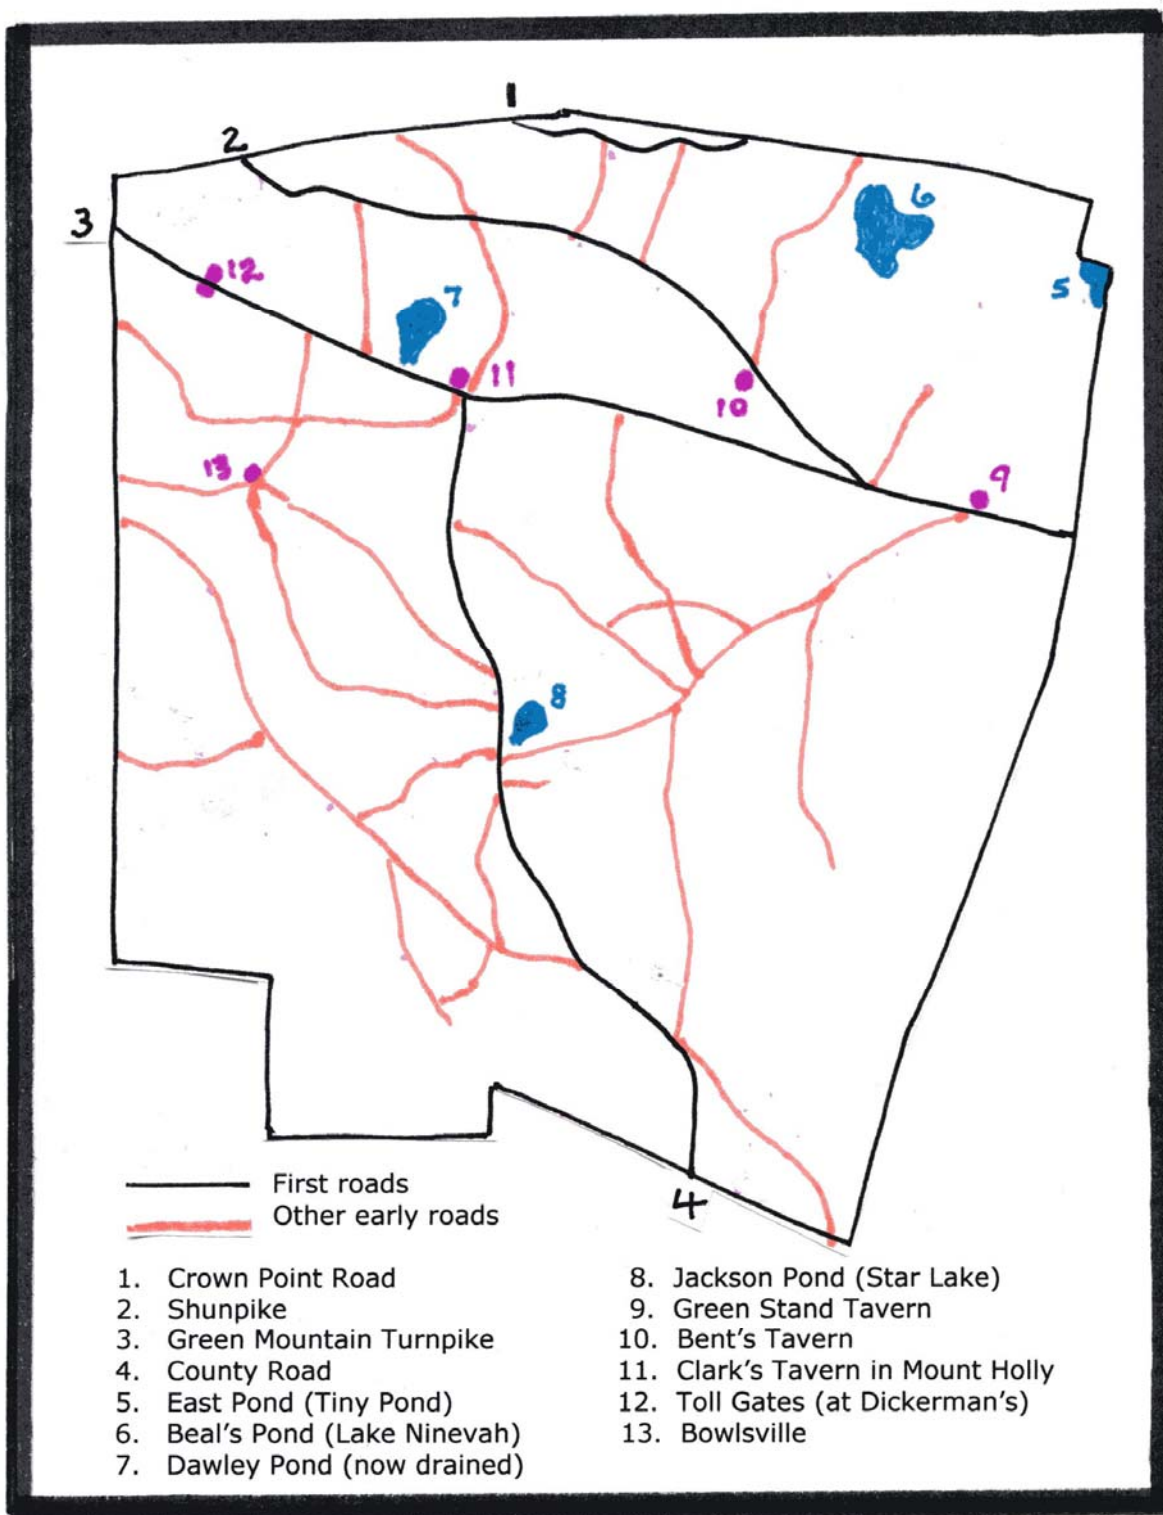 1
2
3
12
6
5
7
11
10
13
9
8
4
First roads
Other early roads
1. Crown Point Road
2. Shunpike
3. Green Mountain Turnpike
4. County Road
5. East Pond (Tiny Pond)
6. Beal's Pond (Lake Ninevah)
7. Dawley Pond (now drained)
8. Jackson Pond (Star Lake)
9. Green Stand Tavern
10. Bent's Tavern
11. Clark's Tavern in Mount Holly
12. Toll Gates (at Dickerman's)
13. Bowlsville